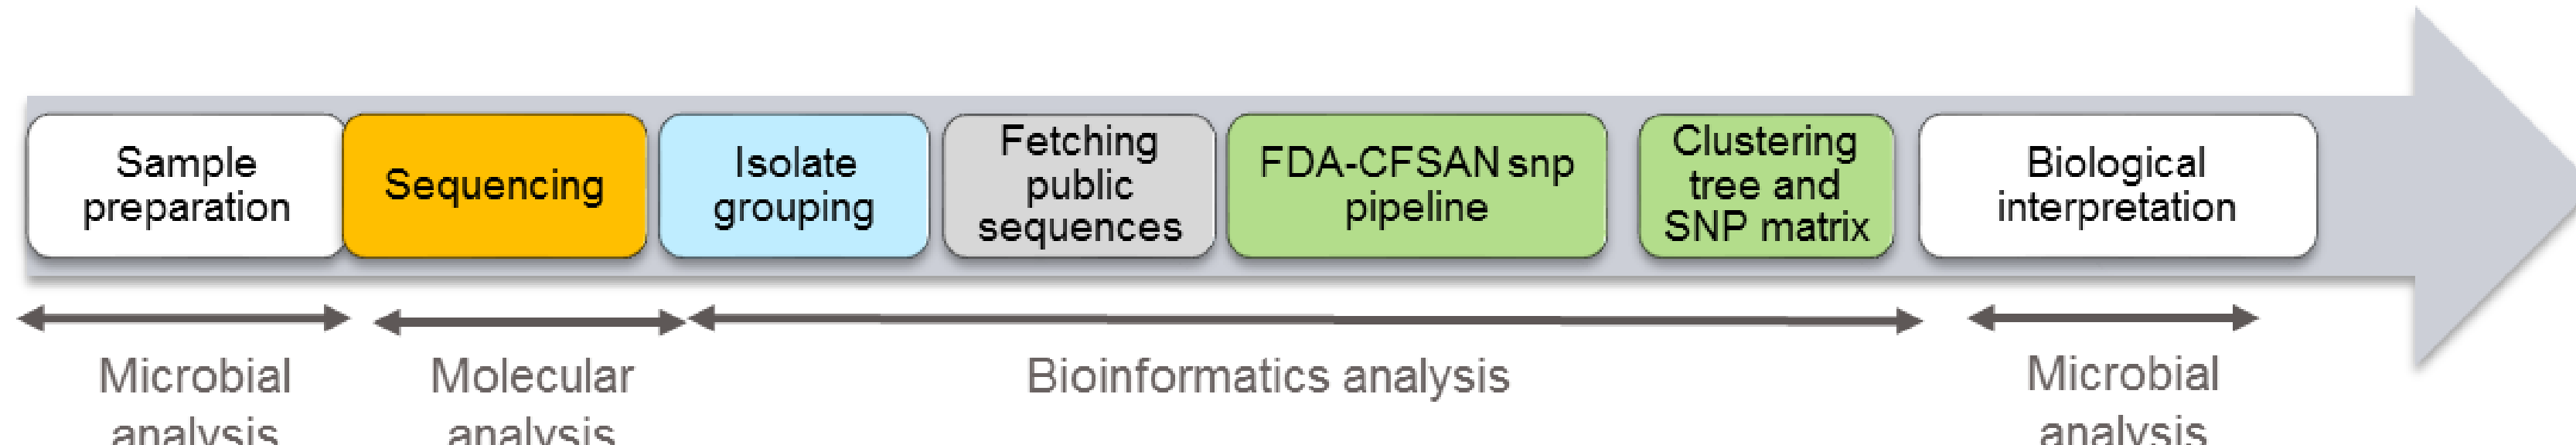 Sample
preparation
Sequencing
Isolate
grouping
Fetching
public
sequences
FDA-CFSAN snp
pipeline
Clustering
tree and
SNP matrix
Biological
interpretation
Microbial
analysis
Molecular
analysis
Bioinformatics analysis
Microbial
analysis